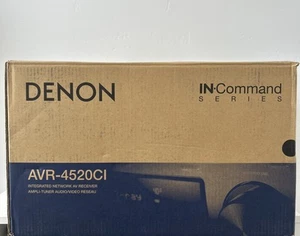 DENON
IN·Command
SERIES
AVR-4520CI
INTEGRATED NETWORK AV RECEIVER
AMPLI-TUNER AUDIO/VIDEO RESEAU